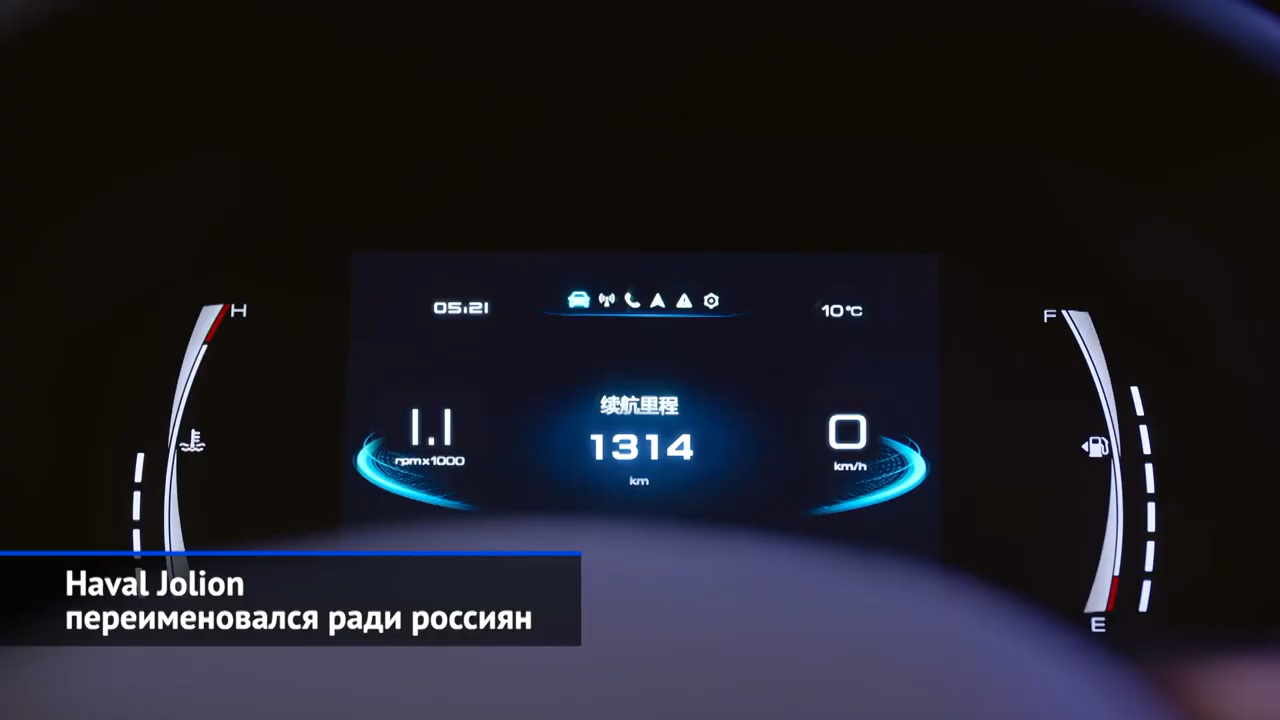 05:21
10°C
H
F
续航里程
1.1
1314
0
rpmx1000
km/h
km
E
Haval Jolion
переименовался ради россиян